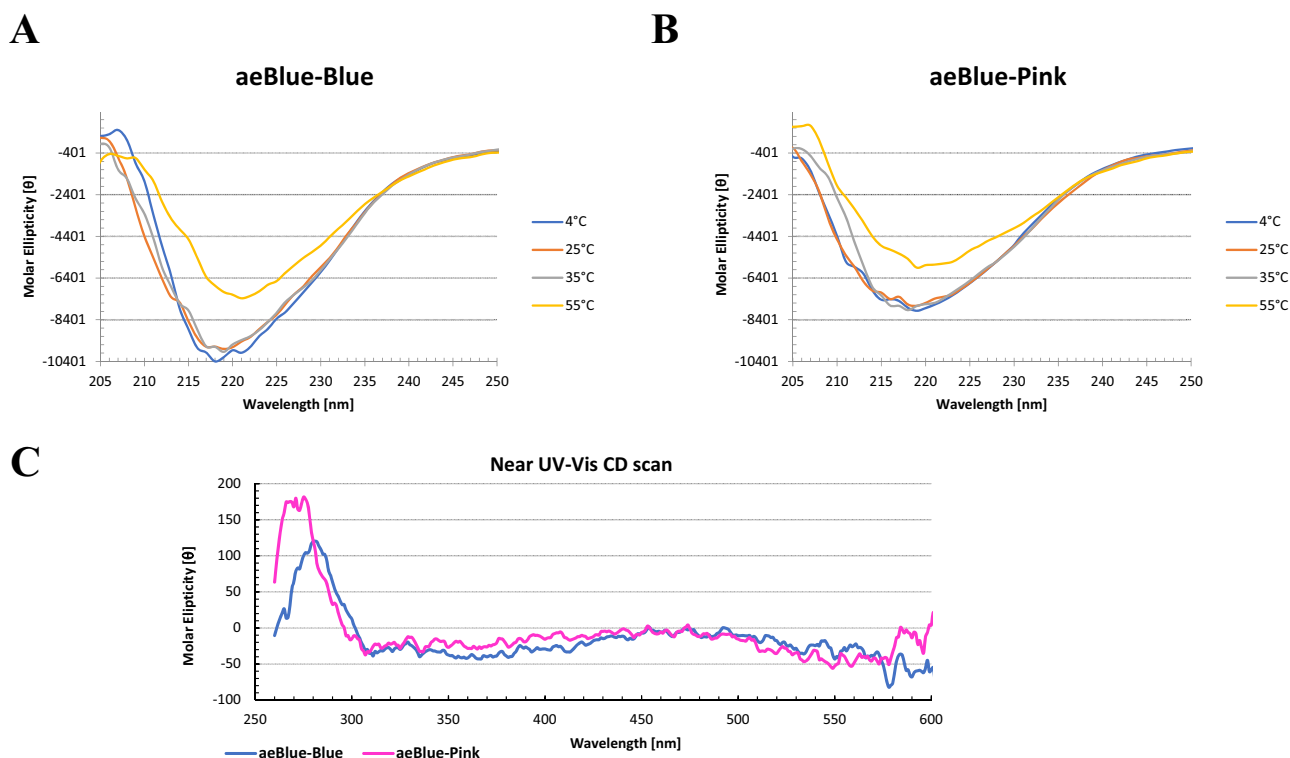 A
aeBlue-Blue
Molar Ellipticity [θ]
-401
-2401
-4401
-6401
-8401
-10401
205 210 215 220 225 230 235 240 245 250
Wavelength [nm]
4°C
25°C
35°C
55°C
B
aeBlue-Pink
Molar Ellipticity [θ]
-401
-2401
-4401
-6401
-8401
-10401
205 210 215 220 225 230 235 240 245 250
Wavelength [nm]
4°C
25°C
35°C
55°C
C
Near UV-Vis CD scan
Molar Elipticity [θ]
200
150
100
50
0
-50
-100
250 300 350 400 450 500 550 600
Wavelength [nm]
aeBlue-Blue aeBlue-Pink